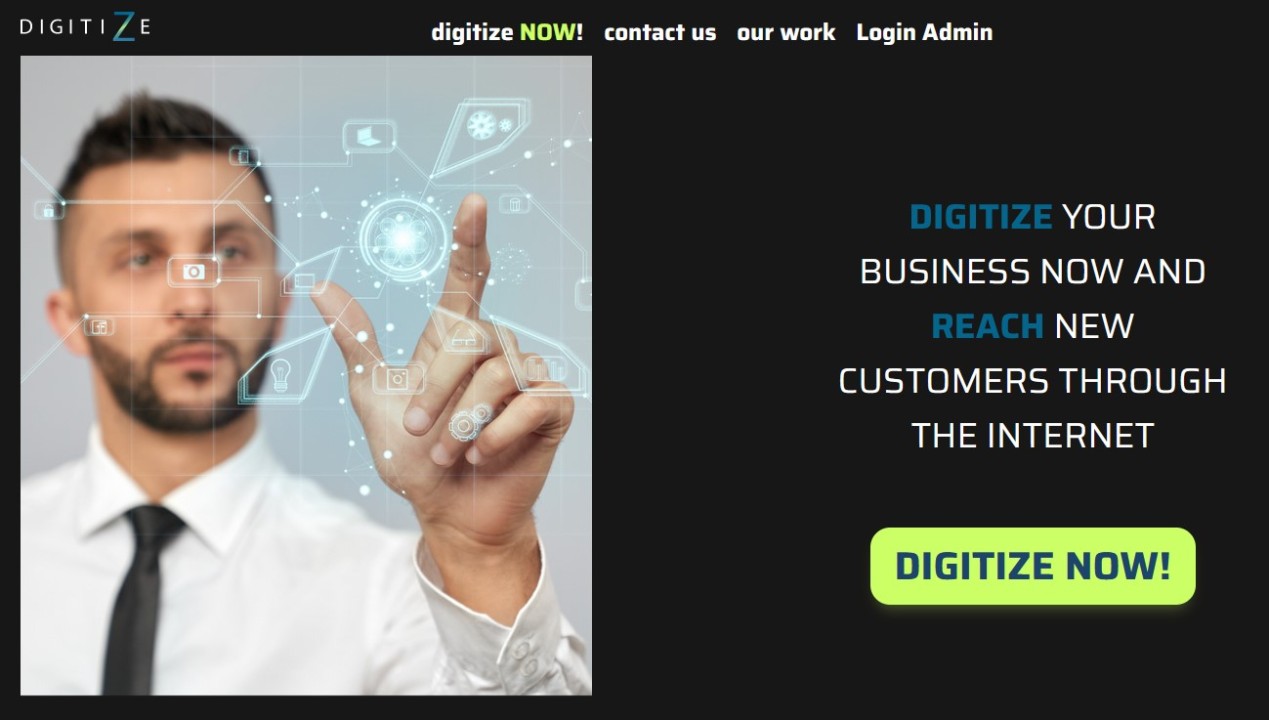 DIGITIZE
digitize NOW! contact us our work Login Admin
DIGITIZE YOUR
BUSINESS NOW AND
REACH NEW
CUSTOMERS THROUGH
THE INTERNET
DIGITIZE NOW!